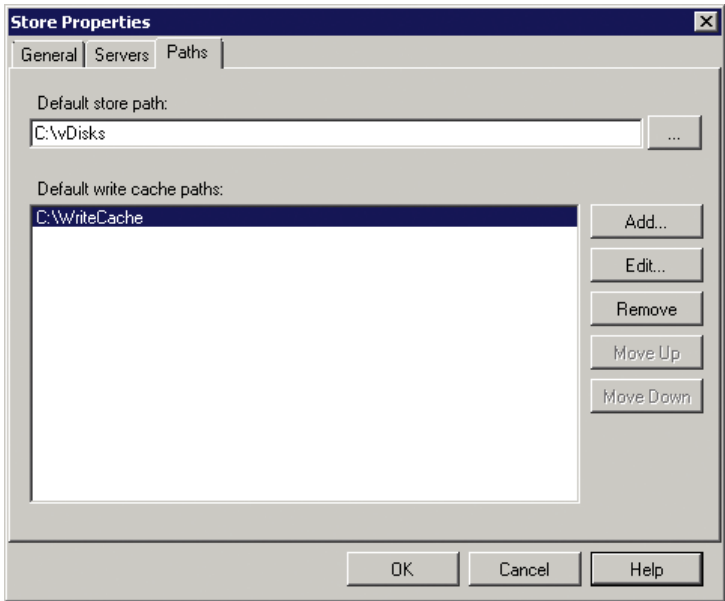 Store Properties
General Servers Paths
Default store path:
C:\vDisks ...
Default write cache paths:
C:\WriteCache
Add...
Edit...
Remove
Move Up
Move Down
OK Cancel Help